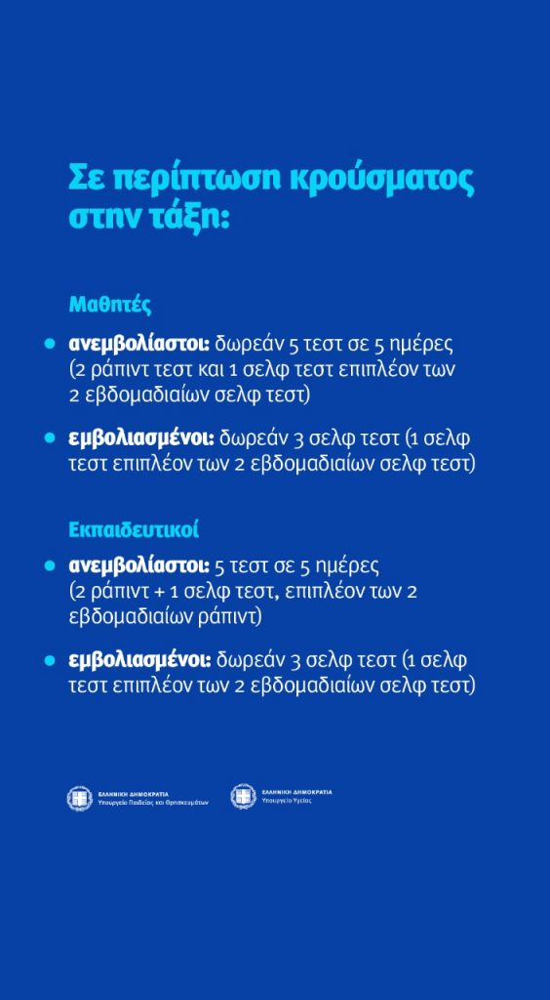 Σε περίπτωση κρούσματος
στην τάξη:
Μαθητές
• ανεμβολίαστοι: δωρεάν 5 τεστ σε 5 ημέρες
(2 ράπιντ τεστ και 1 σελφ τεστ επιπλέον των
2 εβδομαδιαίων σελφ τεστ)
• εμβολιασμένοι: δωρεάν 3 σελφ τεστ (1 σελφ
τεστ επιπλέον των 2 εβδομαδιαίων σελφ τεστ)
Εκπαιδευτικοί
• ανεμβολίαστοι: 5 τεστ σε 5 ημέρες
(2 ράπιντ + 1 σελφ τεστ, επιπλέον των 2
εβδομαδιαίων ράπιντ)
• εμβολιασμένοι: δωρεάν 3 σελφ τεστ (1 σελφ
τεστ επιπλέον των 2 εβδομαδιαίων σελφ τεστ)
ΕΛΛΗΝΙΚΗ ΔΗΜΟΚΡΑΤΙΑ
Υπουργείο Παιδείας και Θρησκευμάτων
ΕΛΛΗΝΙΚΗ ΔΗΜΟΚΡΑΤΙΑ
Υπουργείο Υγείας